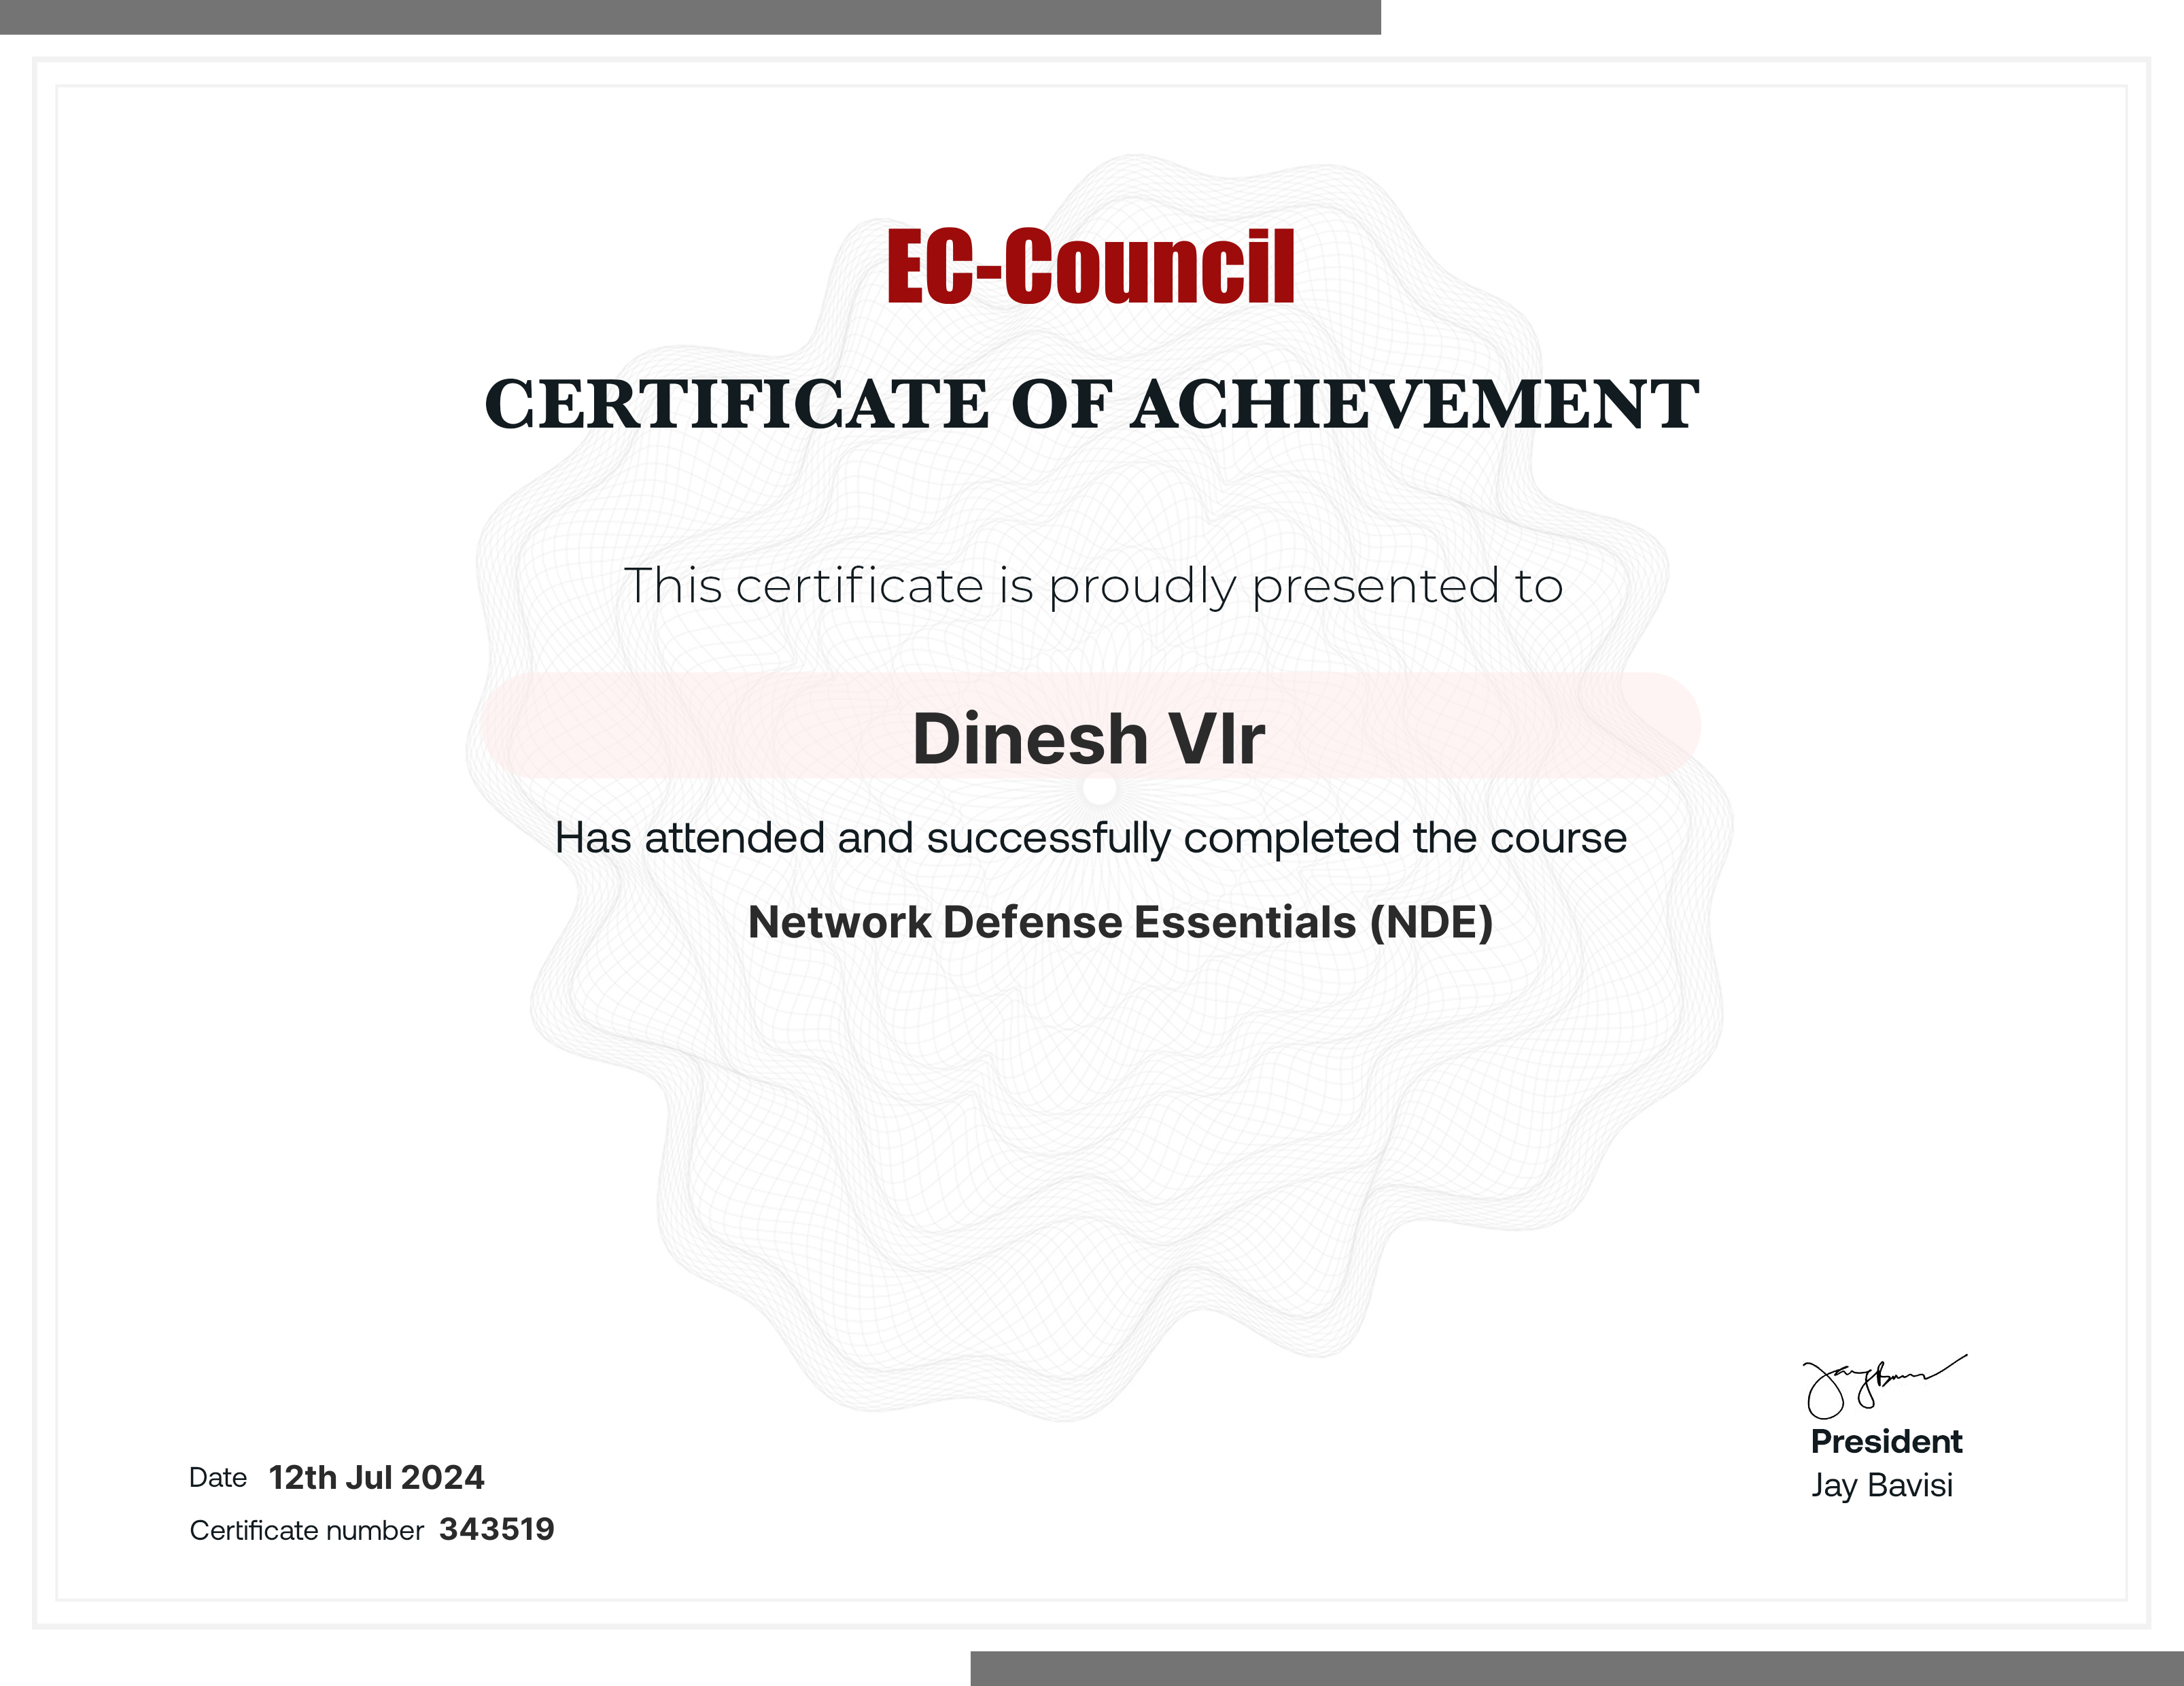 EC-Council
CERTIFICATE OF ACHIEVEMENT
This certificate is proudly presented to
Dinesh Vlr
Has attended and successfully completed the course
Network Defense Essentials (NDE)
President
Jay Bavisi
Date 12th Jul 2024
Certificate number 343519